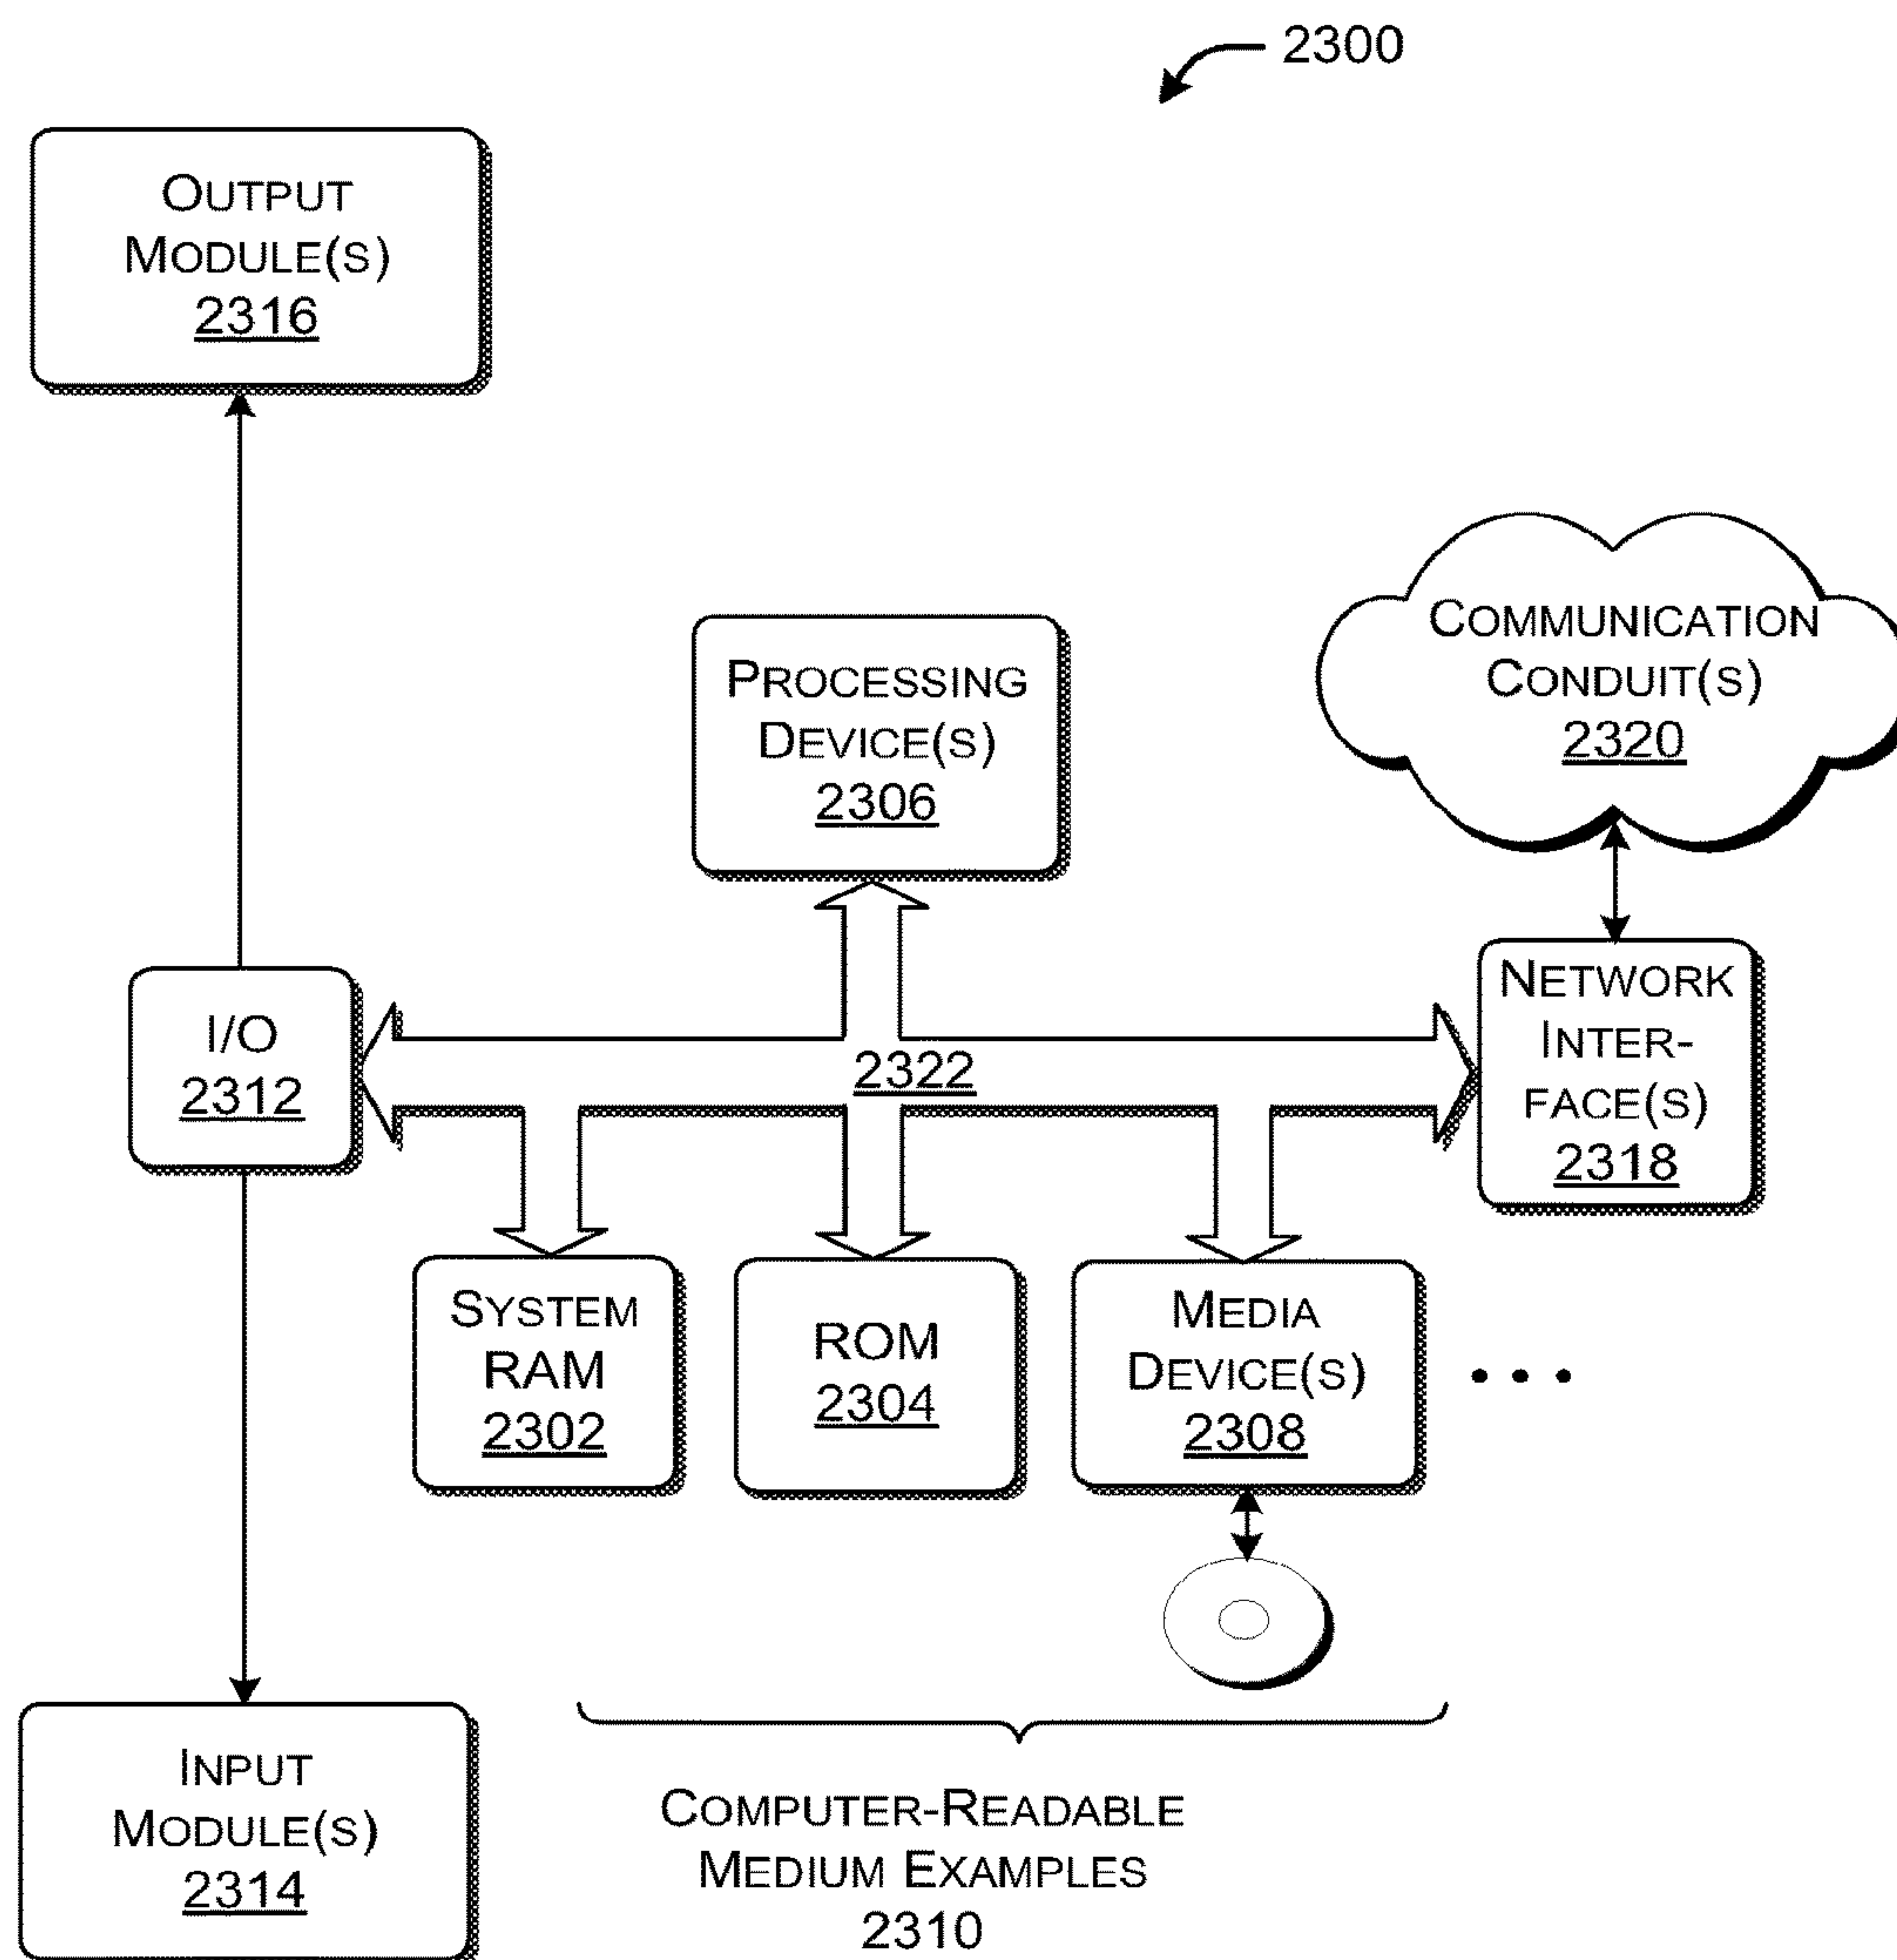 2300
OUTPUT
MODULE(S)
2316
COMMUNICATION
CONDUIT(S)
2320
PROCESSING
DEVICE(S)
2306
NETWORK
INTER-
FACE(S)
2318
I/O
2312
2322
SYSTEM
RAM
2302
ROM
2304
MEDIA
DEVICE(S)
2308
• • •
INPUT
MODULE(S)
2314
COMPUTER-READABLE
MEDIUM EXAMPLES
2310